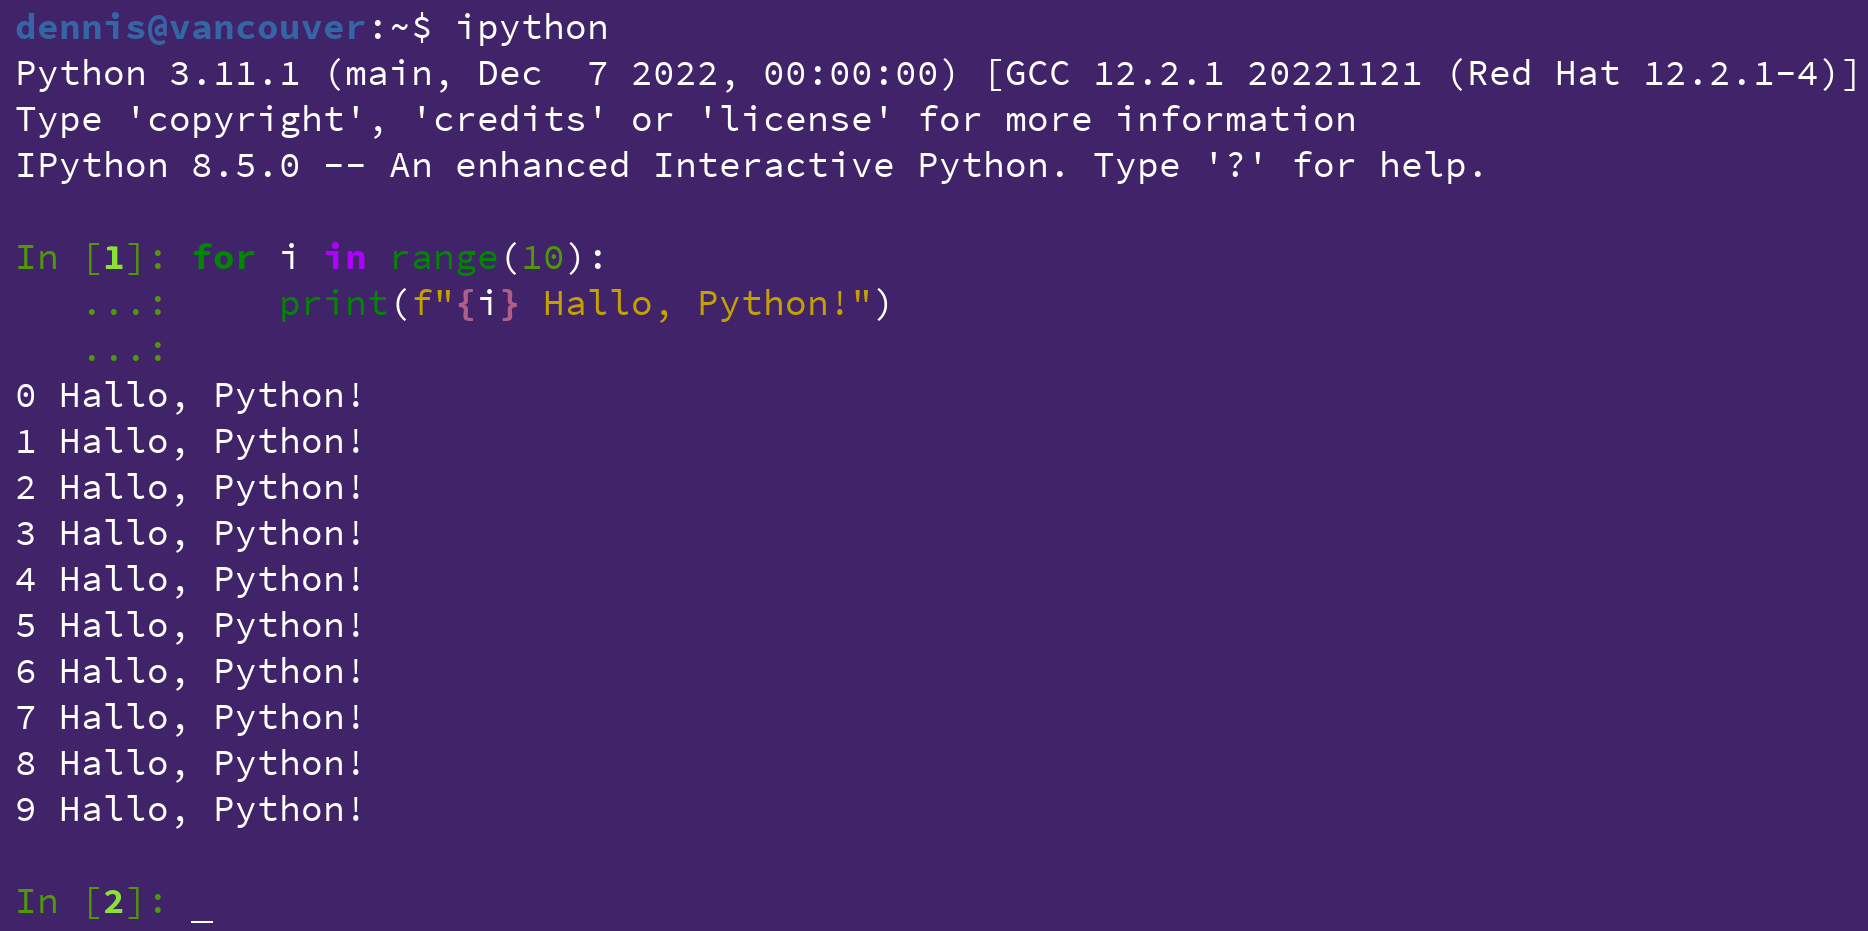 dennis@vancouver:~$ ipython
Python 3.11.1 (main, Dec  7 2022, 00:00:00) [GCC 12.2.1 20221121 (Red Hat 12.2.1-4)]
Type 'copyright', 'credits' or 'license' for more information
IPython 8.5.0 -- An enhanced Interactive Python. Type '?' for help.

In [1]: for i in range(10):
   ...:     print(f"{i} Hallo, Python!")
   ...:
0 Hallo, Python!
1 Hallo, Python!
2 Hallo, Python!
3 Hallo, Python!
4 Hallo, Python!
5 Hallo, Python!
6 Hallo, Python!
7 Hallo, Python!
8 Hallo, Python!
9 Hallo, Python!

In [2]: _